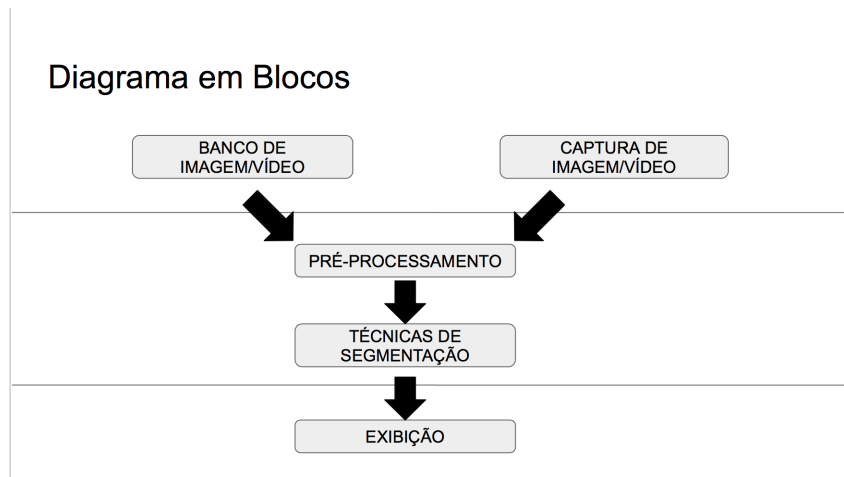 Diagrama em Blocos
BANCO DE
IMAGEM/VÍDEO
CAPTURA DE
IMAGEM/VÍDEO
PRÉ-PROCESSAMENTO
TÉCNICAS DE
SEGMENTAÇÃO
EXIBIÇÃO